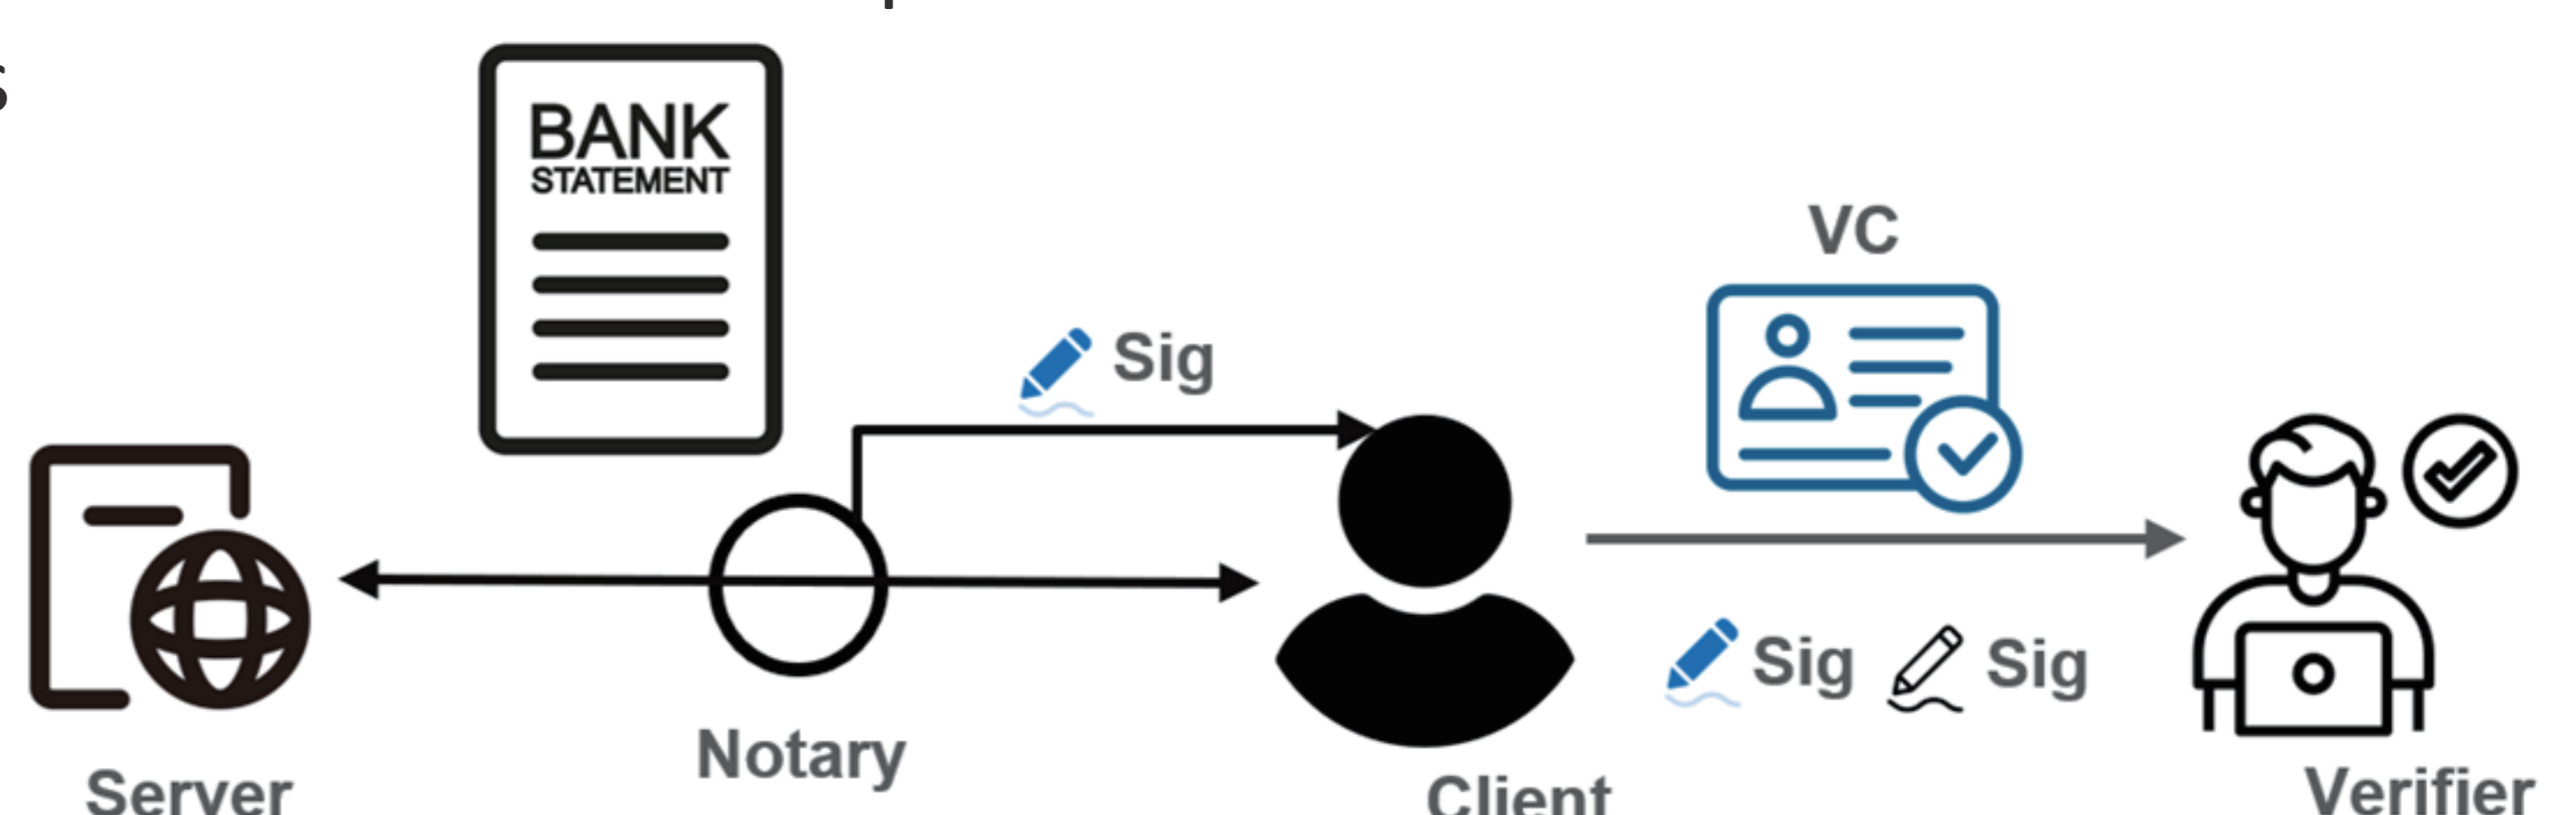 BANK
STATEMENT
VC
Sig
Sig Sig
Notary
Server
Client
Verifier